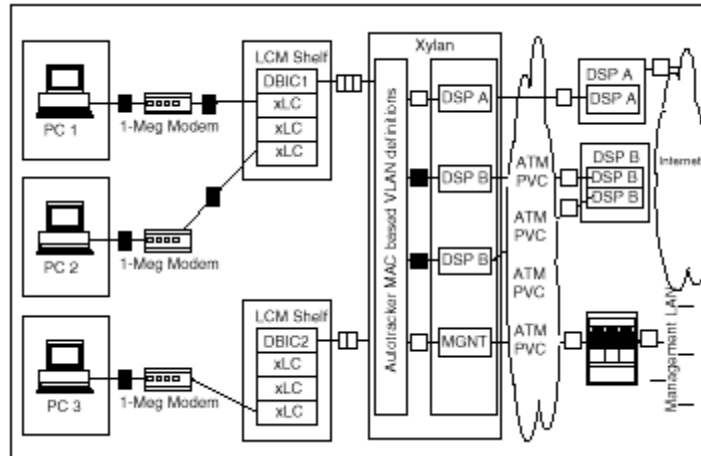 LCM Shelf
DBIC1
xLC
xLC
xLC
PC 1
1-Meg Modem
PC 2
1-Meg Modem
LCM Shelf
DBIC2
xLC
xLC
xLC
PC 3
1-Meg Modem
Xylan
Autotracker MAC based VLAN definitions
DSP A
DSP B
DSP B
MGNT
ATM
PVC
ATM
PVC
ATM
PVC
ATM
PVC
DSP A
DSP A
DSP B
DSP B
DSP B
Internet
Management LAN